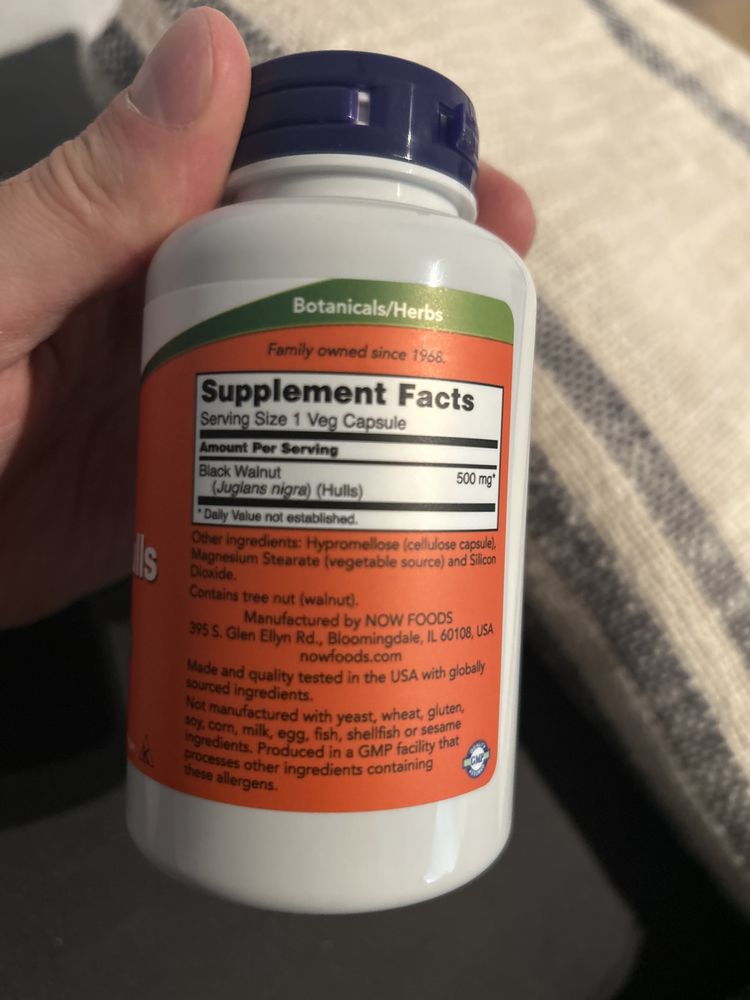 Botanicals/Herbs
Family owned since 1968.
Supplement Facts
Serving Size 1 Veg Capsule
Amount Per Serving
Black Walnut 500 mg*
(Juglans nigra) (Hulls)
* Daily Value not established.
Other ingredients: Hypromellose (cellulose capsule),
Magnesium Stearate (vegetable source) and Silicon
Dioxide.
Contains tree nut (walnut).
Manufactured by NOW FOODS
395 S. Glen Ellyn Rd., Bloomingdale, IL 60108, USA
nowfoods.com
Made and quality tested in the USA with globally
sourced ingredients.
Not manufactured with yeast, wheat, gluten,
soy, corn, milk, egg, fish, shellfish or sesame
ingredients. Produced in a GMP facility that
processes other ingredients containing
these allergens.
GMP